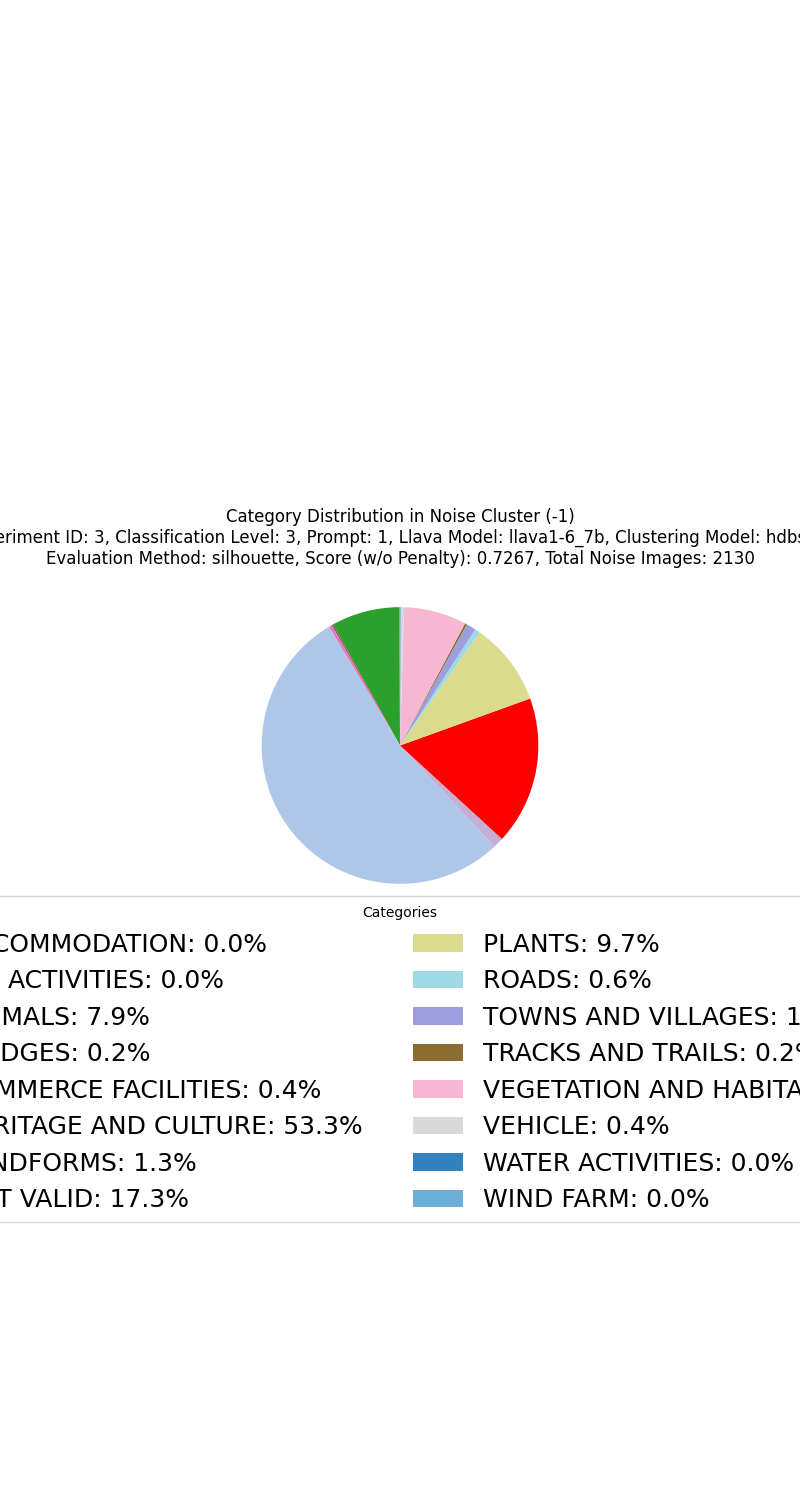 Category Distribution in Noise Cluster (-1)
eriment ID: 3, Classification Level: 3, Prompt: 1, Llava Model: llava1-6_7b, Clustering Model: hdbs
Evaluation Method: silhouette, Score (w/o Penalty): 0.7267, Total Noise Images: 2130
Categories
COMMODATION: 0.0%
ACTIVITIES: 0.0%
MALS: 7.9%
DGES: 0.2%
MMERCE FACILITIES: 0.4%
RITAGE AND CULTURE: 53.3%
NDFORMS: 1.3%
T VALID: 17.3%
PLANTS: 9.7%
ROADS: 0.6%
TOWNS AND VILLAGES: 1
TRACKS AND TRAILS: 0.2%
VEGETATION AND HABITA
VEHICLE: 0.4%
WATER ACTIVITIES: 0.0%
WIND FARM: 0.0%